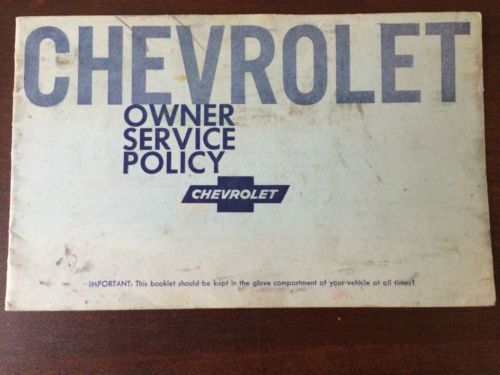 CHEVROLET
OWNER
SERVICE
POLICY
CHEVROLET
IMPORTANT: This booklet should be kept in the glove compartment of your vehicle at all times!